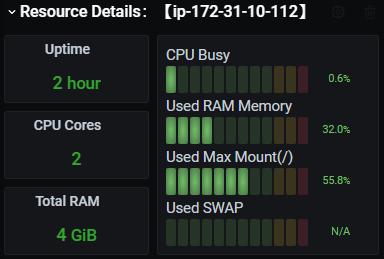 Resource Details: 【ip-172-31-10-112】
Uptime
2 hour
CPU Cores
2
Total RAM
4 GiB
CPU Busy
0.6%
Used RAM Memory
32.0%
Used Max Mount(/)
55.8%
Used SWAP
N/A